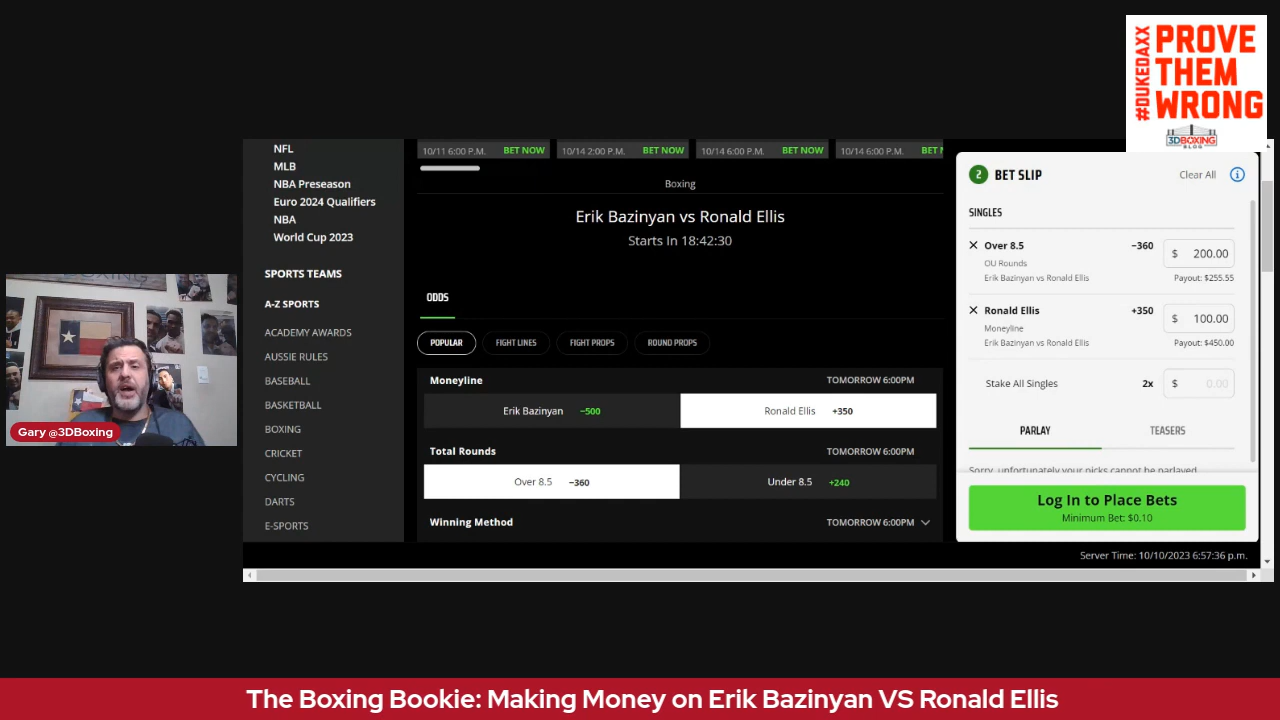 #DUKEDAXX
PROVE
THEM
WRONG
3DBOXING
BLOG
NFL
MLB
NBA Preseason
Euro 2024 Qualifiers
NBA
World Cup 2023
SPORTS TEAMS
A-Z SPORTS
ACADEMY AWARDS
AUSSIE RULES
BASEBALL
BASKETBALL
BOXING
CRICKET
CYCLING
DARTS
E-SPORTS
10/11 6:00 P.M. BET NOW
10/14 2:00 P.M. BET NOW
10/14 6:00 P.M. BET NOW
10/14 6:00 P.M. BET N
Boxing
Erik Bazinyan vs Ronald Ellis
Starts In 18:42:30
ODDS
POPULAR FIGHT LINES FIGHT PROPS ROUND PROPS
Moneyline TOMORROW 6:00PM
Erik Bazinyan −500 Ronald Ellis +350
Total Rounds TOMORROW 6:00PM
Over 8.5 −360 Under 8.5 +240
Winning Method TOMORROW 6:00PM
2 BET SLIP Clear All i
SINGLES
× Over 8.5 −360 $ 200.00
OU Rounds
Erik Bazinyan vs Ronald Ellis Payout: $255.55
× Ronald Ellis +350 $ 100.00
Moneyline
Erik Bazinyan vs Ronald Ellis Payout: $450.00
Stake All Singles 2x $ 0.00
PARLAY TEASERS
Sorry, unfortunately your picks cannot be parlayed
Log In to Place Bets
Minimum Bet: $0.10
Server Time: 10/10/2023 6:57:36 p.m.
Gary @3DBoxing
The Boxing Bookie: Making Money on Erik Bazinyan VS Ronald Ellis